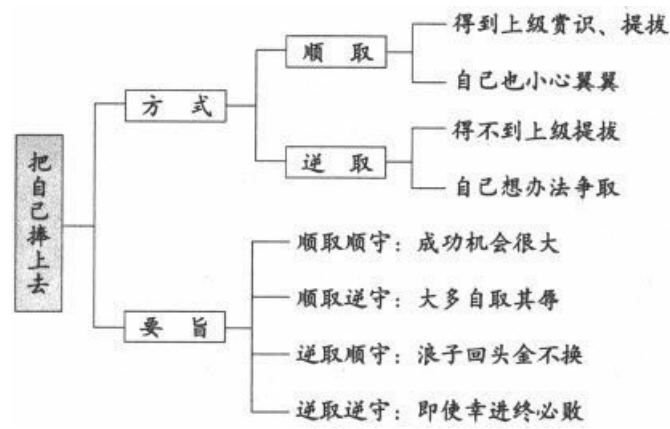 把自己捧上去
方式
顺取
得到上级赏识、提拔
自己也小心翼翼
逆取
得不到上级提拔
自己想办法争取
要旨
顺取顺守：成功机会很大
顺取逆守：大多自取其辱
逆取顺守：浪子回头金不换
逆取逆守：即使幸进终必败